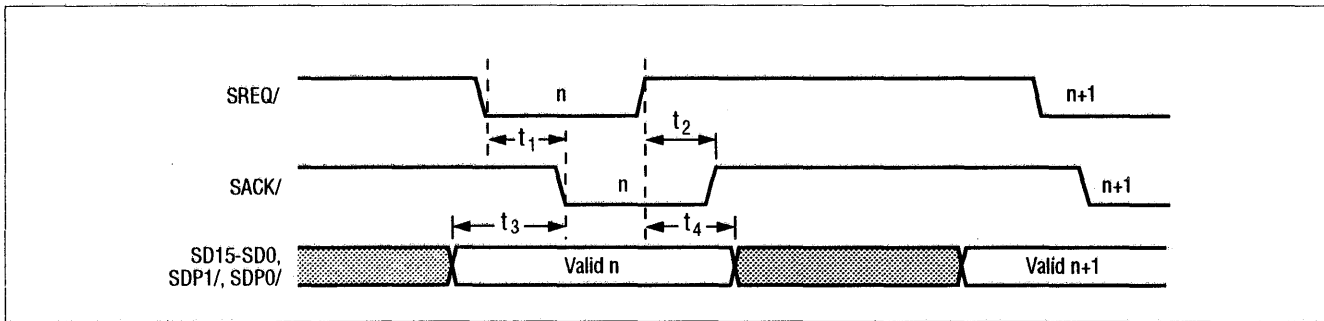 SREQ/
n
n+1
t1
t2
SACK/
n
n+1
t3
t4
SD15-SD0,
SDP1/, SDP0/
Valid n
Valid n+1